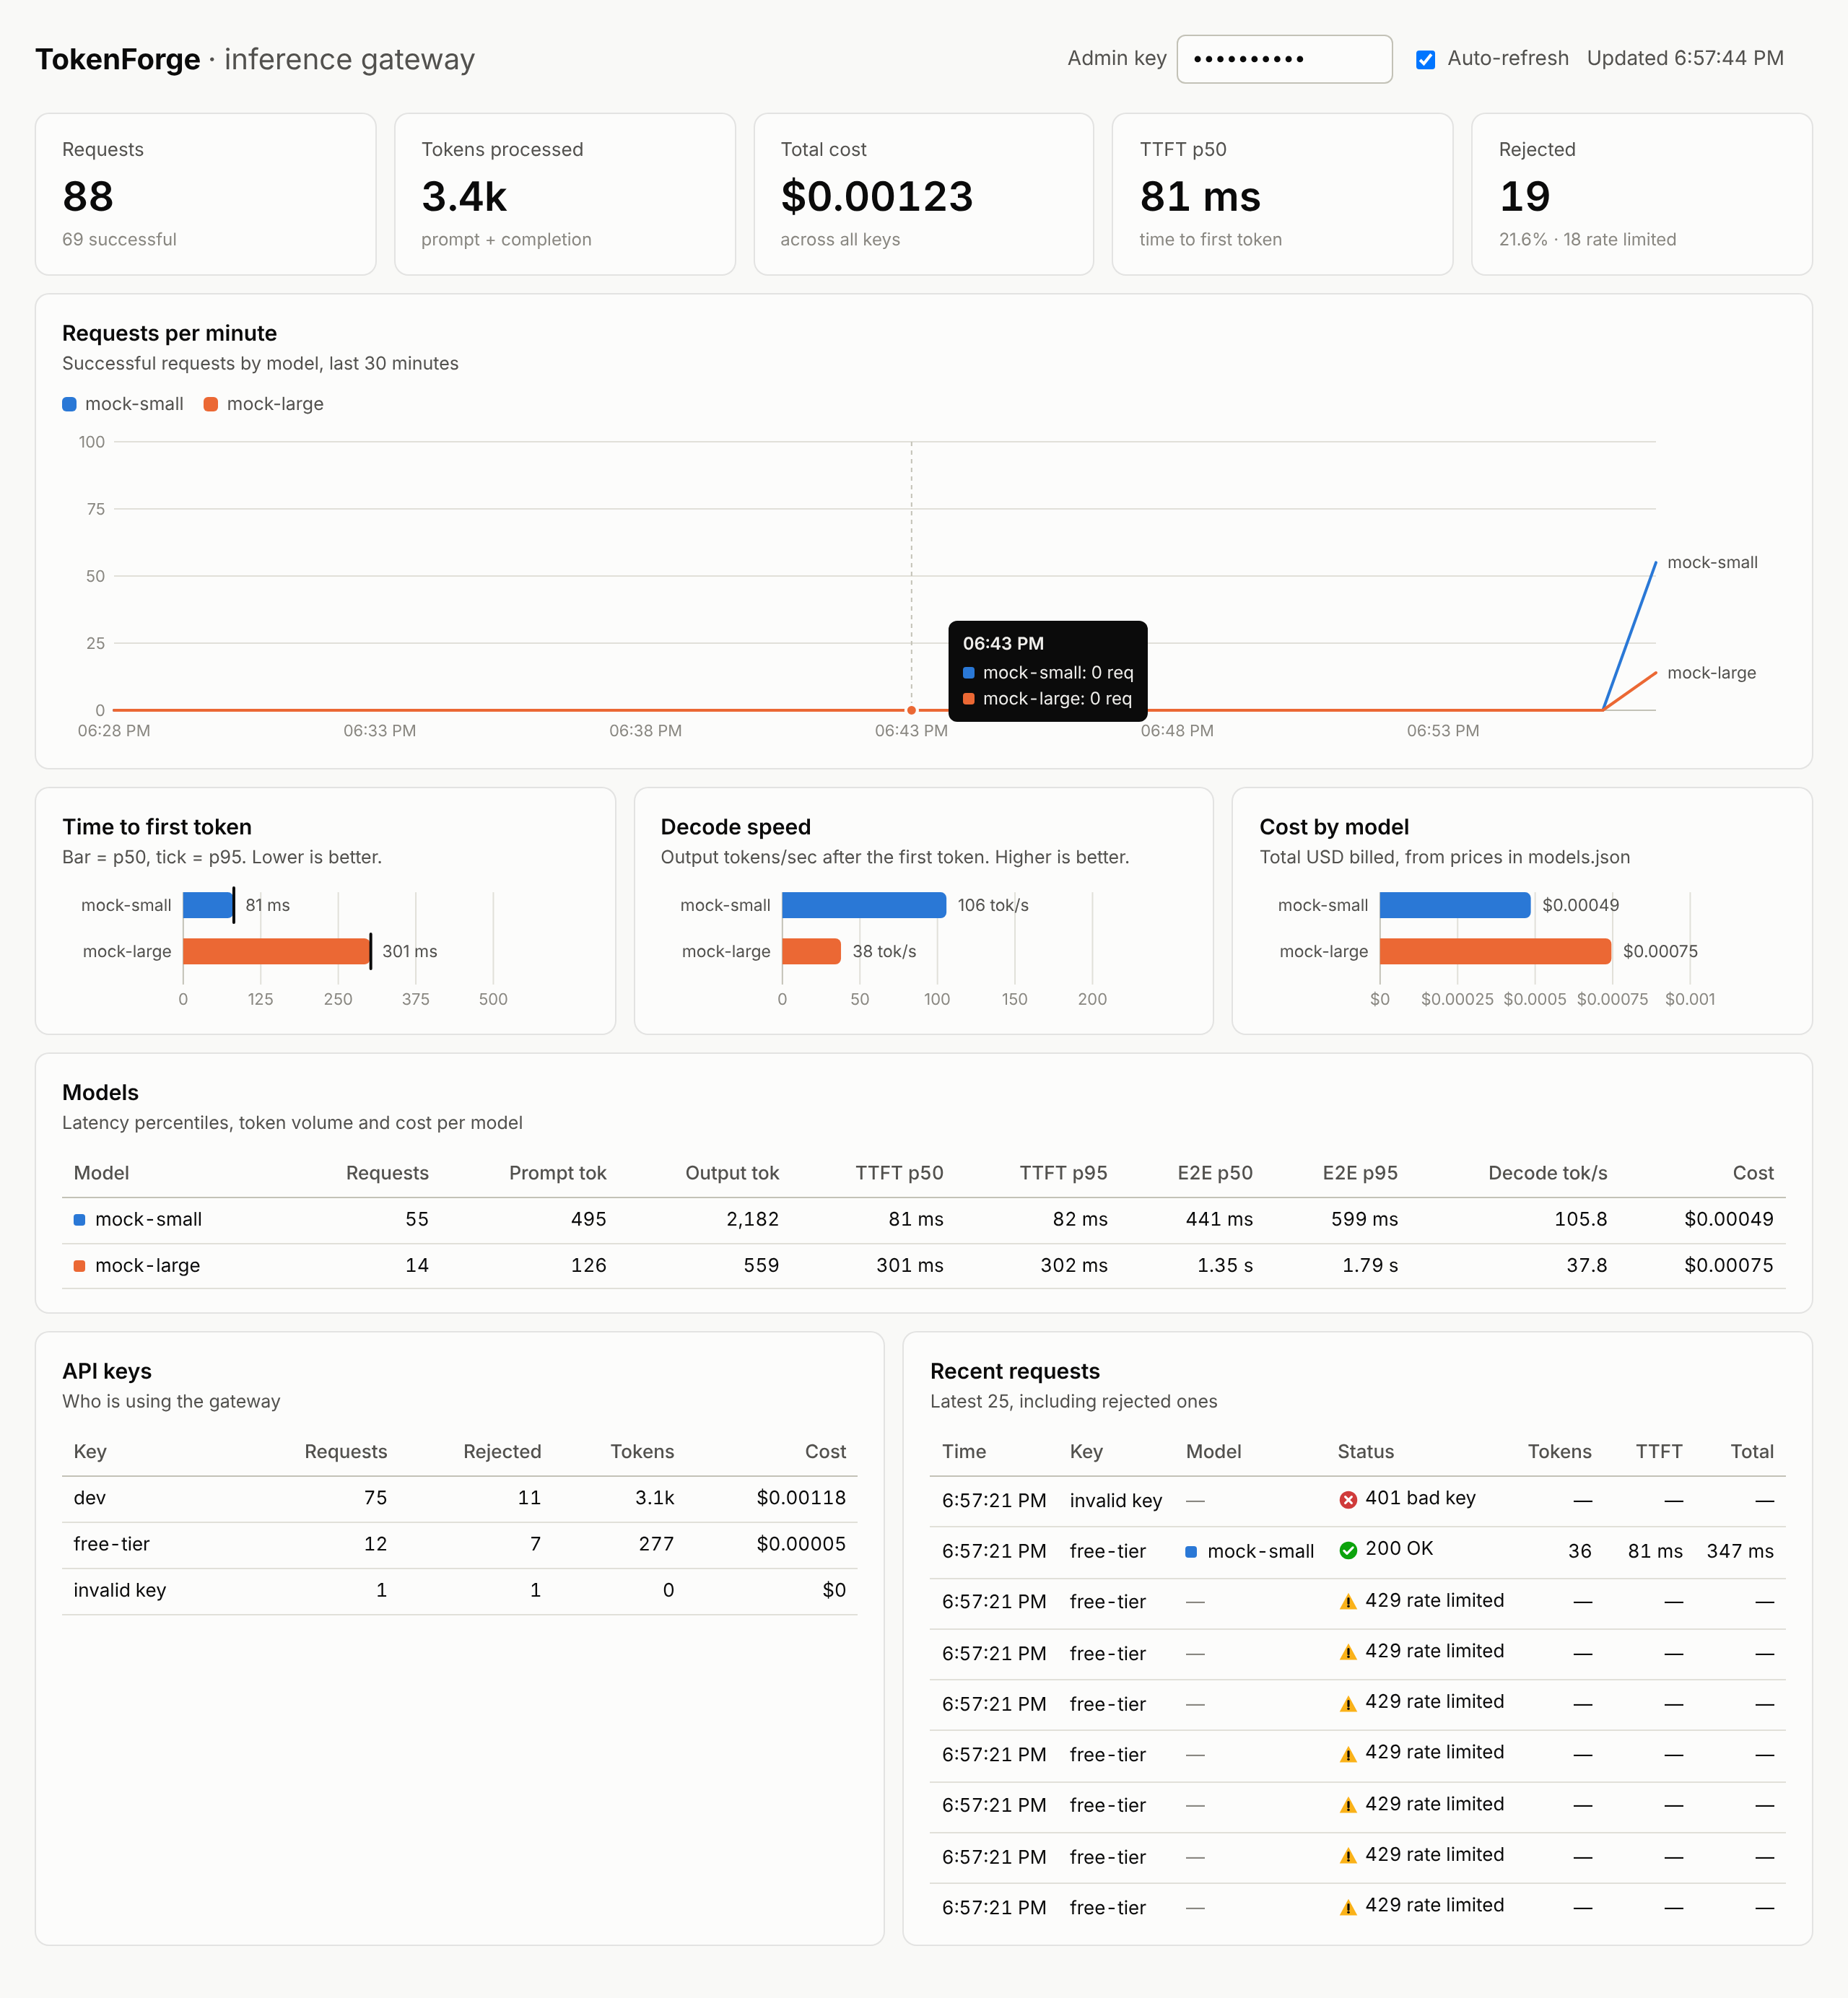 TokenForge · inference gateway
Admin key •••••••••• Auto-refresh Updated 6:57:44 PM
Requests
88
69 successful
Tokens processed
3.4k
prompt + completion
Total cost
$0.00123
across all keys
TTFT p50
81 ms
time to first token
Rejected
19
21.6% · 18 rate limited
Requests per minute
Successful requests by model, last 30 minutes
mock-small mock-large
100
75
50
25
0
mock-small
mock-large
06:43 PM
mock-small: 0 req
mock-large: 0 req
06:28 PM 06:33 PM 06:38 PM 06:43 PM 06:48 PM 06:53 PM
Time to first token
Bar = p50, tick = p95. Lower is better.
mock-small 81 ms
mock-large 301 ms
0 125 250 375 500
Decode speed
Output tokens/sec after the first token. Higher is better.
mock-small 106 tok/s
mock-large 38 tok/s
0 50 100 150 200
Cost by model
Total USD billed, from prices in models.json
mock-small $0.00049
mock-large $0.00075
$0 $0.00025 $0.0005 $0.00075 $0.001
Models
Latency percentiles, token volume and cost per model
Model Requests Prompt tok Output tok TTFT p50 TTFT p95 E2E p50 E2E p95 Decode tok/s Cost
mock-small 55 495 2,182 81 ms 82 ms 441 ms 599 ms 105.8 $0.00049
mock-large 14 126 559 301 ms 302 ms 1.35 s 1.79 s 37.8 $0.00075
API keys
Who is using the gateway
Key Requests Rejected Tokens Cost
dev 75 11 3.1k $0.00118
free-tier 12 7 277 $0.00005
invalid key 1 1 0 $0
Recent requests
Latest 25, including rejected ones
Time Key Model Status Tokens TTFT Total
6:57:21 PM invalid key — 401 bad key — — —
6:57:21 PM free-tier mock-small 200 OK 36 81 ms 347 ms
6:57:21 PM free-tier — 429 rate limited — — —
6:57:21 PM free-tier — 429 rate limited — — —
6:57:21 PM free-tier — 429 rate limited — — —
6:57:21 PM free-tier — 429 rate limited — — —
6:57:21 PM free-tier — 429 rate limited — — —
6:57:21 PM free-tier — 429 rate limited — — —
6:57:21 PM free-tier — 429 rate limited — — —